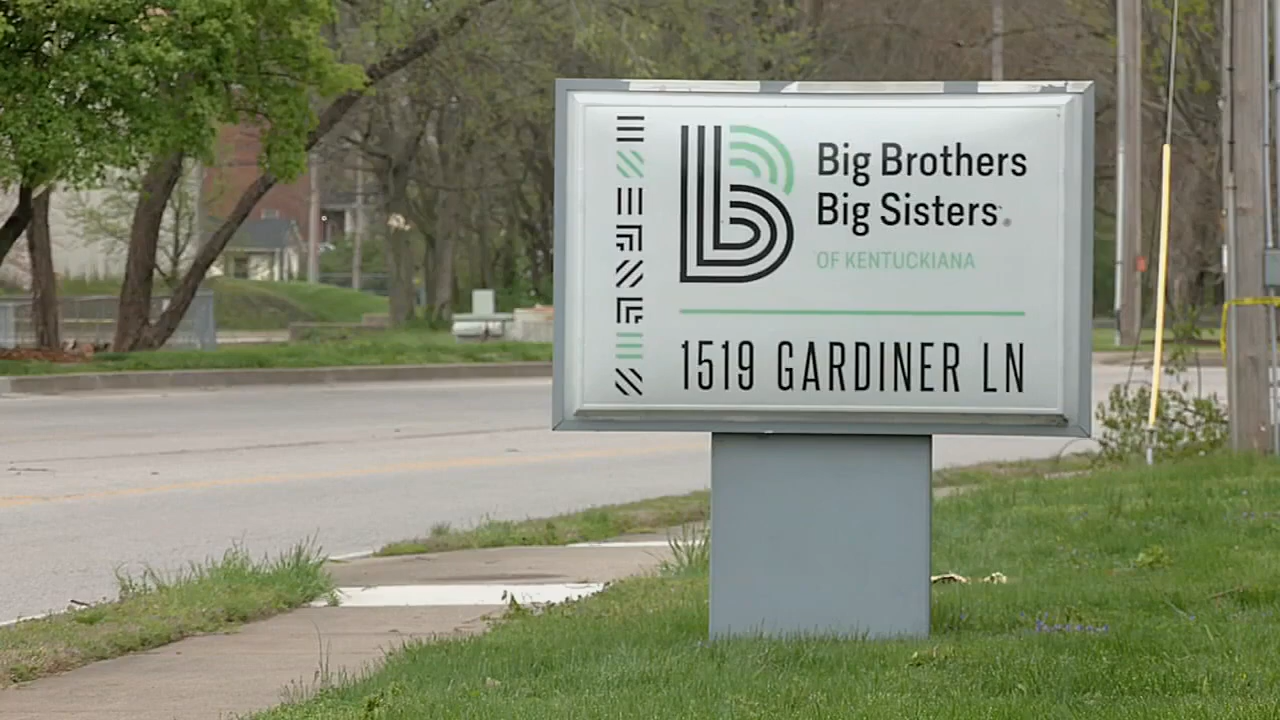 Big Brothers
Big Sisters®
OF KENTUCKIANA
1519 GARDINER LN